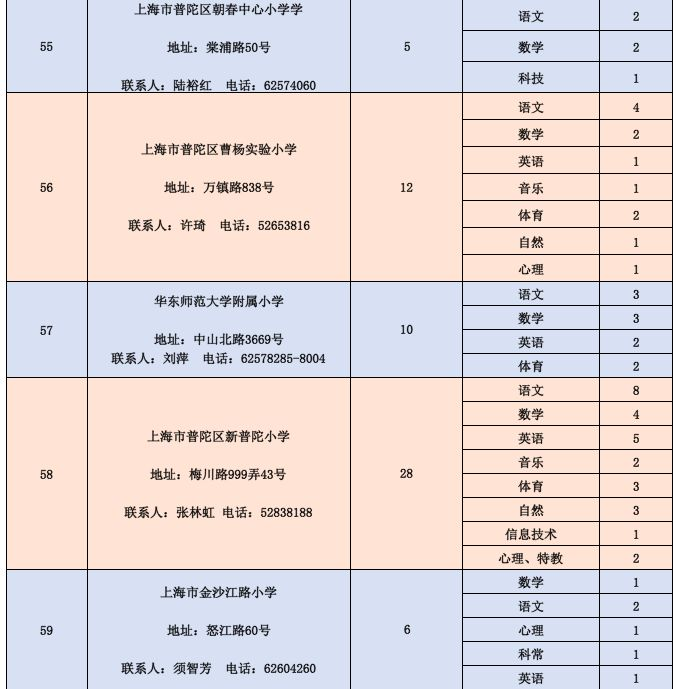 55
上海市普陀区朝春中心小学学
地址：棠浦路50号
联系人：陆裕红 电话：62574060
5
语文 2
数学 2
科技 1
56
上海市普陀区曹杨实验小学
地址：万镇路838号
联系人：许琦 电话：52653816
12
语文 4
数学 2
英语 1
音乐 1
体育 2
自然 1
心理 1
57
华东师范大学附属小学
地址：中山北路3669号
联系人：刘萍 电话：62578285-8004
10
语文 3
数学 3
英语 2
体育 2
58
上海市普陀区新普陀小学
地址：梅川路999弄43号
联系人：张林虹 电话：52838188
28
语文 8
数学 4
英语 5
音乐 2
体育 3
自然 3
信息技术 1
心理、特教 2
59
上海市金沙江路小学
地址：怒江路60号
联系人：须智芳 电话：62604260
6
数学 1
语文 2
心理 1
科常 1
英语 1